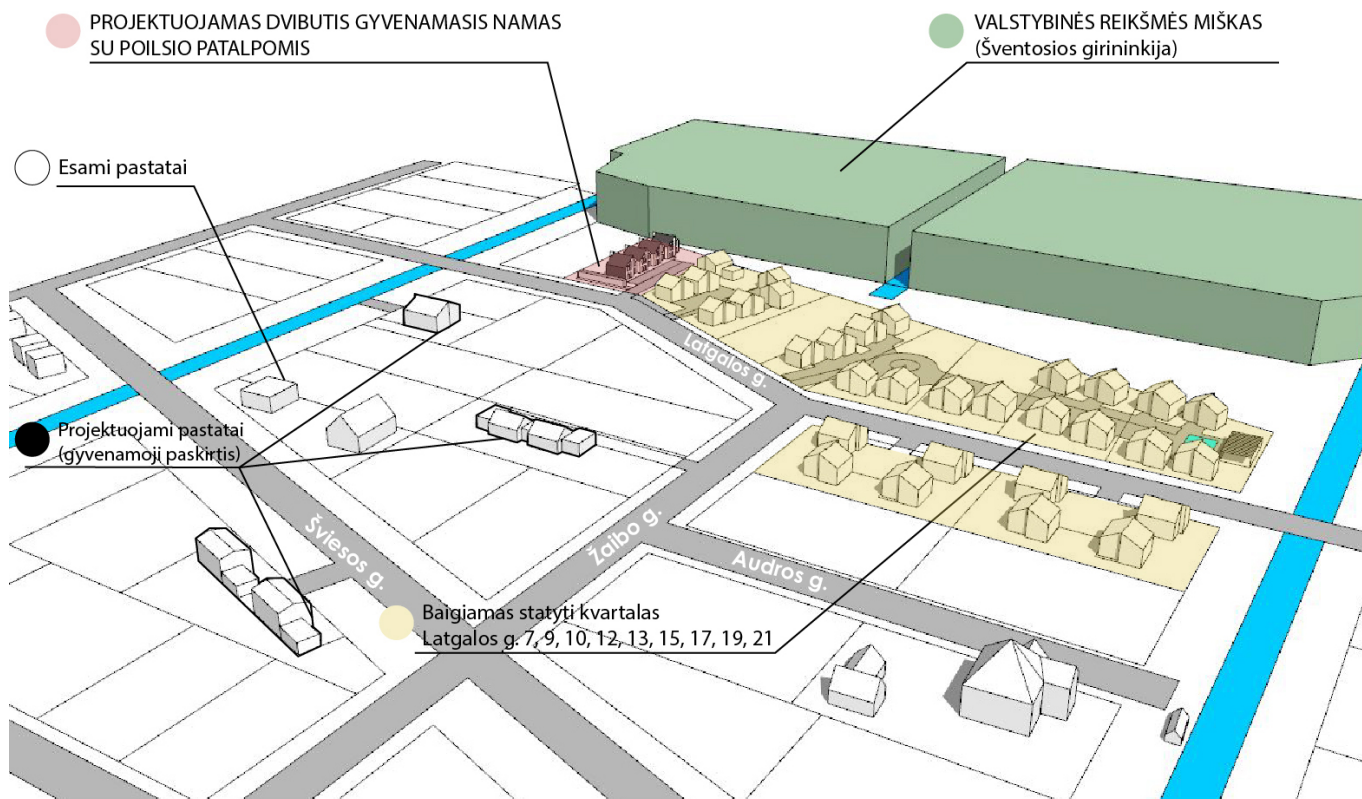 PROJEKTUOJAMAS DVIBUTIS GYVENAMASIS NAMAS
SU POILSIO PATALPOMIS
VALSTYBINĖS REIKŠMĖS MIŠKAS
(Šventosios girininkija)
Esami pastatai
Latgalos g.
Projektuojami pastatai
(gyvenamoji paskirtis)
Šviesos g.
Žaibo g.
Audros g.
Baigiamas statyti kvartalas
Latgalos g. 7, 9, 10, 12, 13, 15, 17, 19, 21